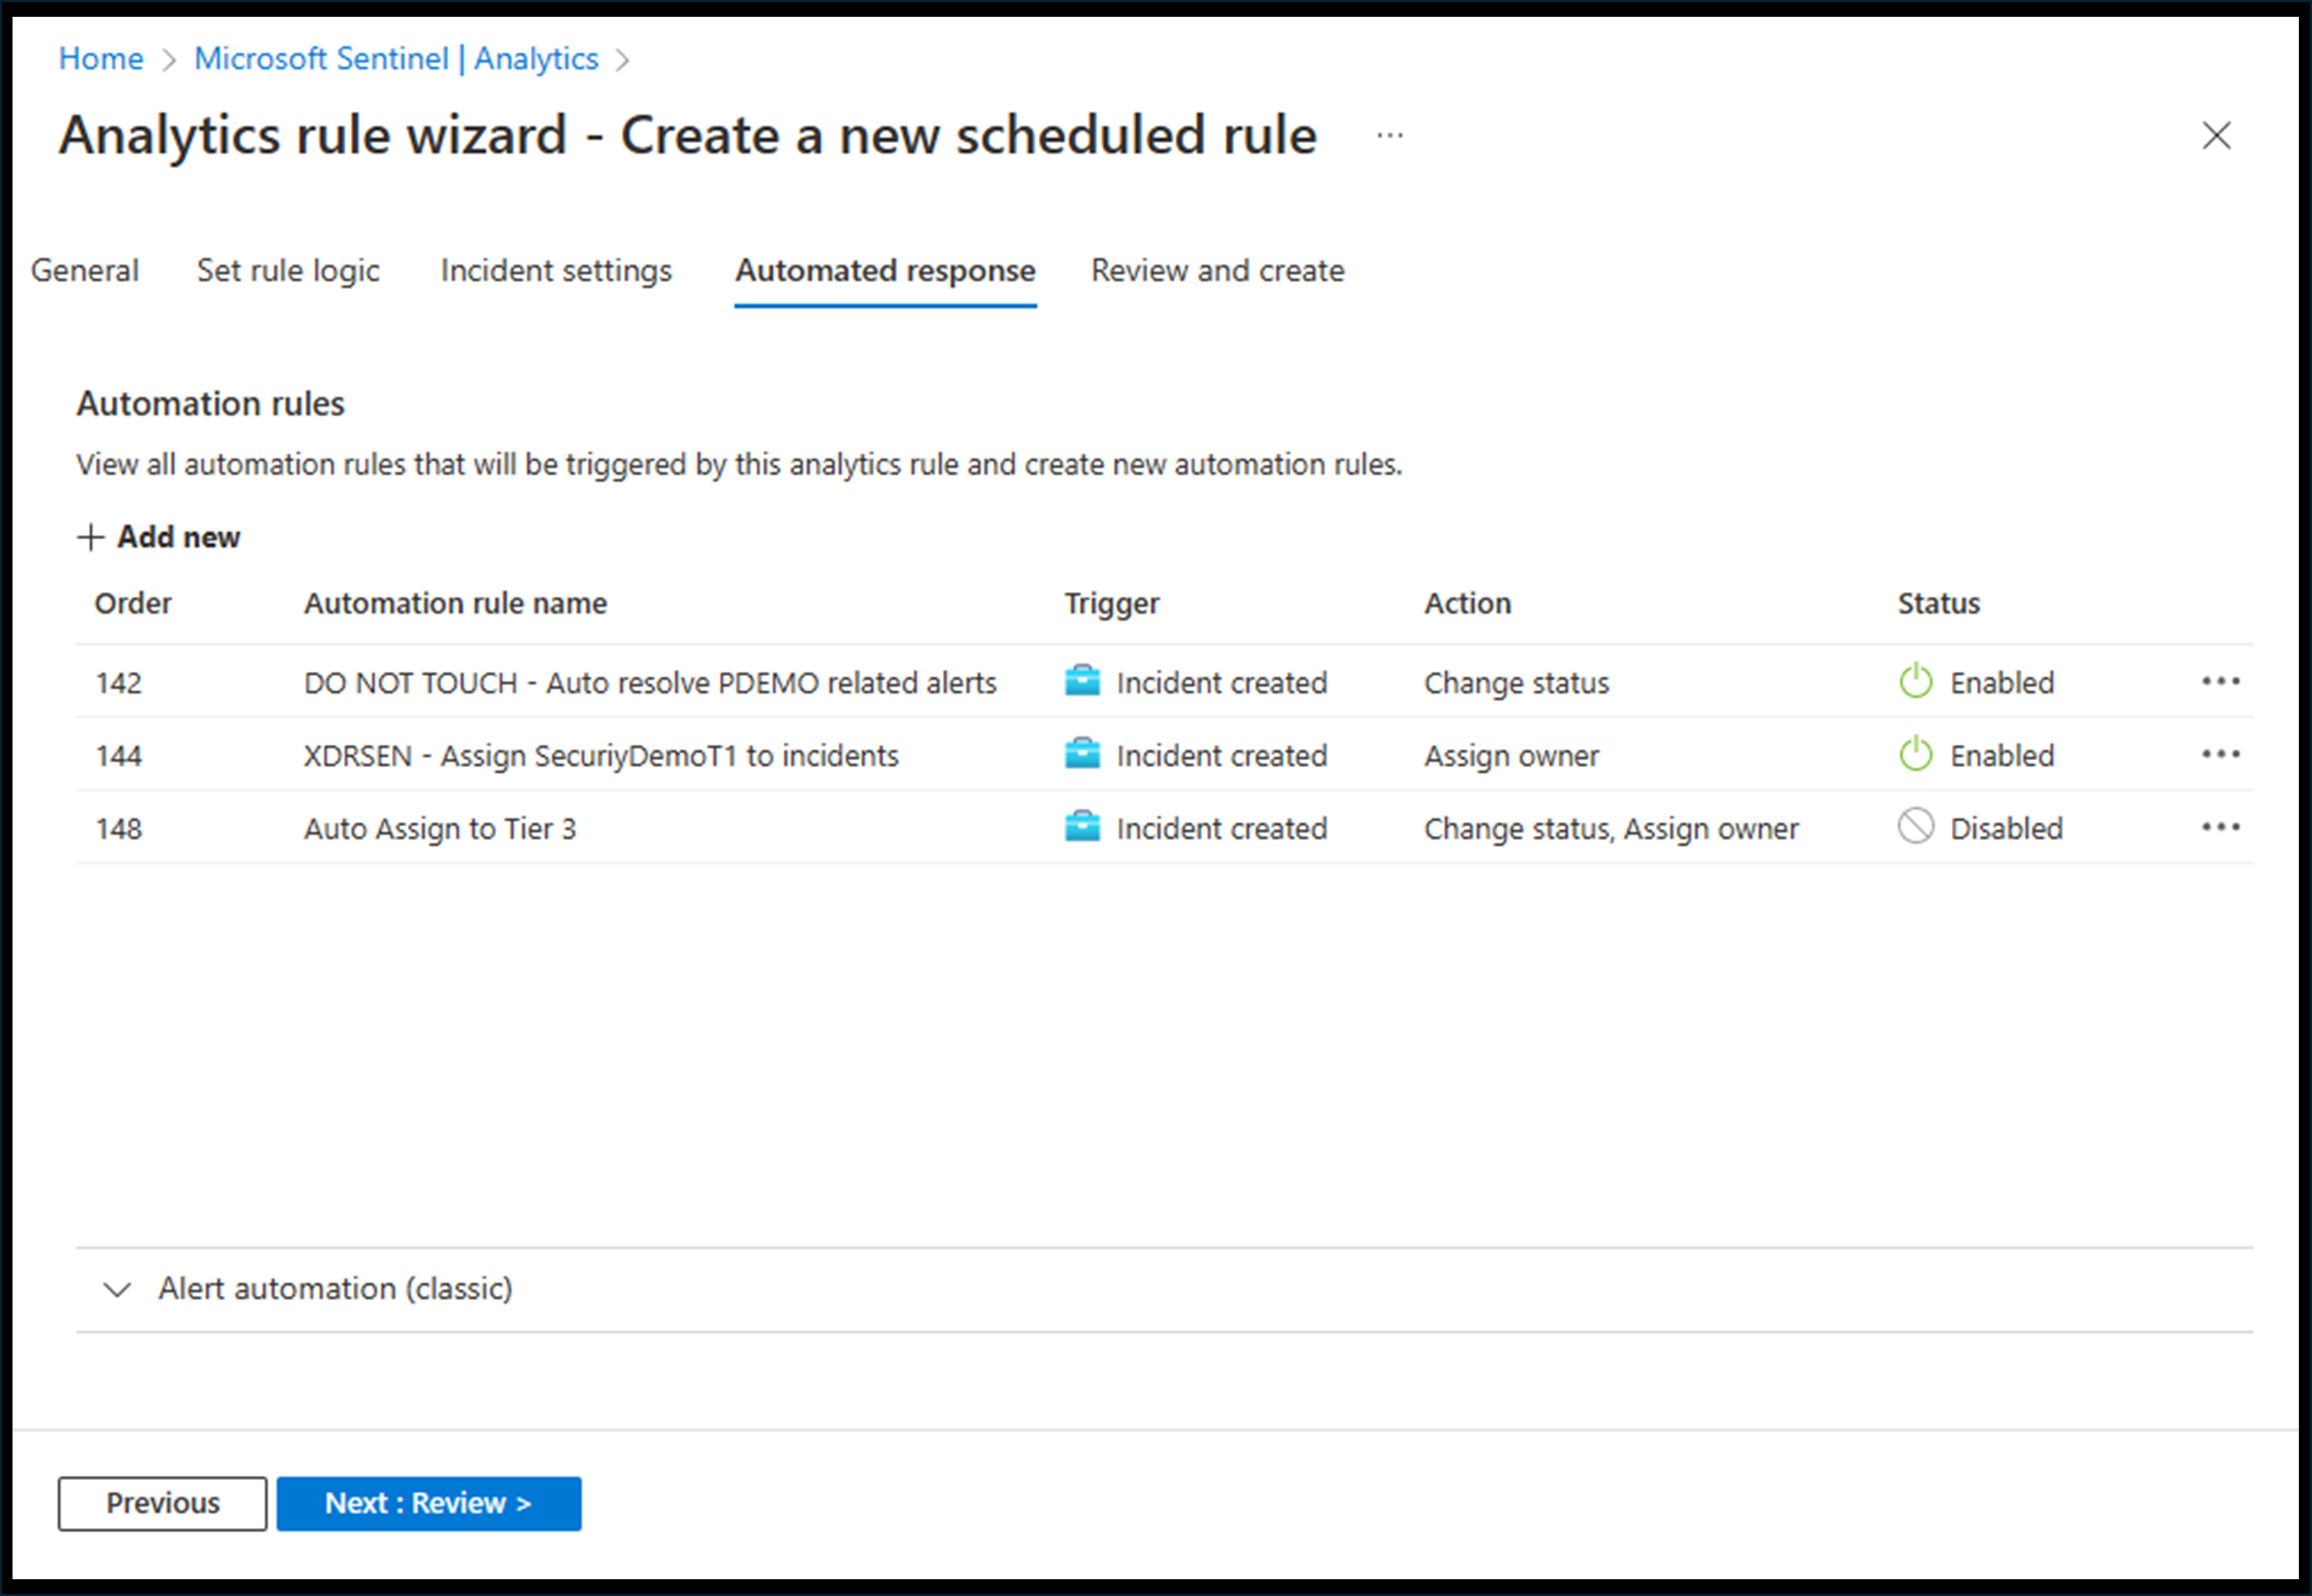 Home > Microsoft Sentinel | Analytics >
Analytics rule wizard - Create a new scheduled rule ...
General Set rule logic Incident settings Automated response Review and create
Automation rules
View all automation rules that will be triggered by this analytics rule and create new automation rules.
+ Add new
Order Automation rule name Trigger Action Status
142 DO NOT TOUCH - Auto resolve PDEMO related alerts Incident created Change status Enabled ...
144 XDRSEN - Assign SecuriyDemoT1 to incidents Incident created Assign owner Enabled ...
148 Auto Assign to Tier 3 Incident created Change status, Assign owner Disabled ...
Alert automation (classic)
Previous Next : Review >